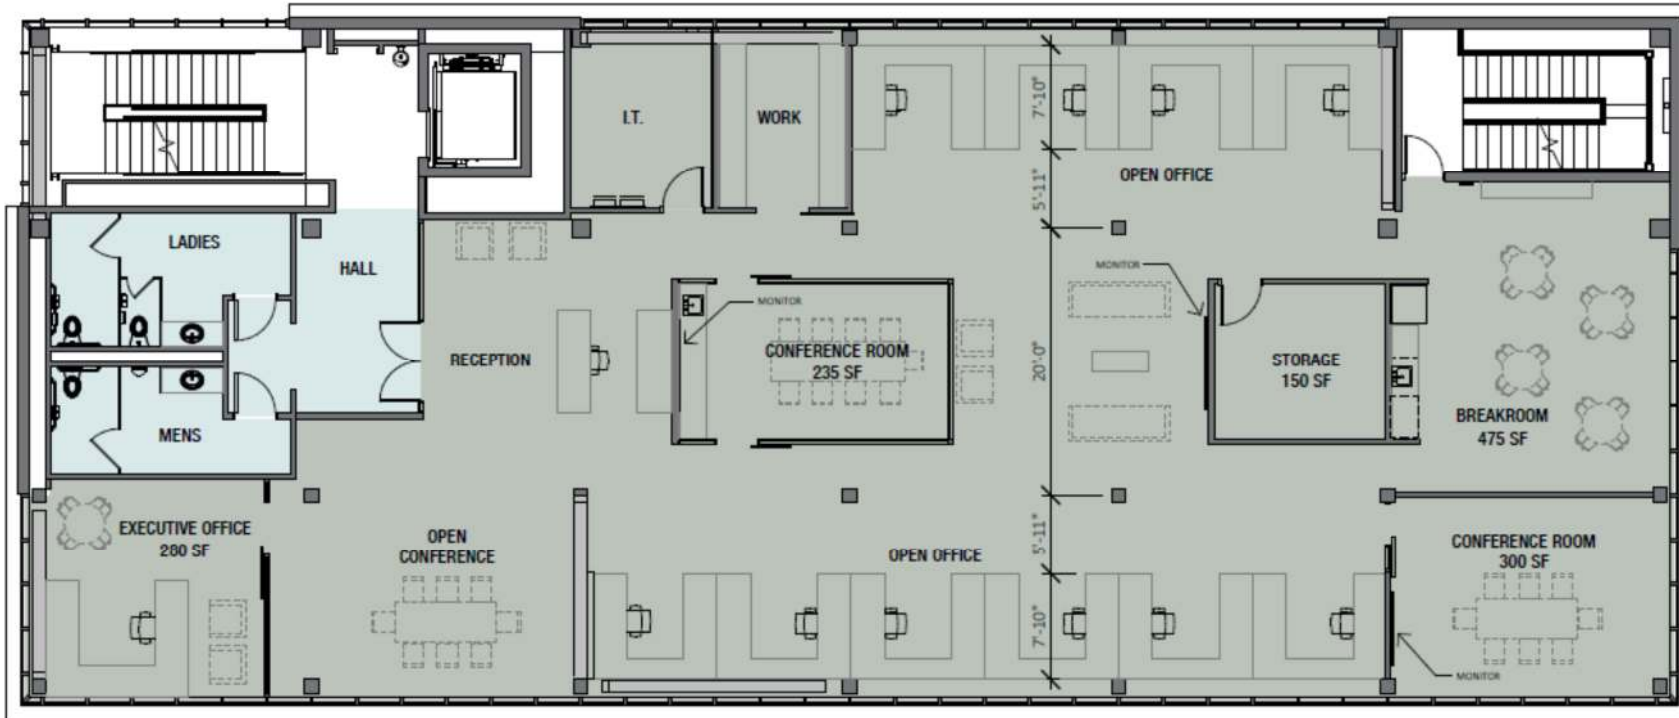 I.T.
WORK
7'-10"
5'-11"
OPEN OFFICE
LADIES
HALL
MONITOR
MONITOR
RECEPTION
CONFERENCE ROOM
235 SF
20'-0"
STORAGE
150 SF
BREAKROOM
475 SF
MENS
EXECUTIVE OFFICE
280 SF
OPEN
CONFERENCE
OPEN OFFICE
5'-11"
CONFERENCE ROOM
300 SF
7'-10"
MONITOR